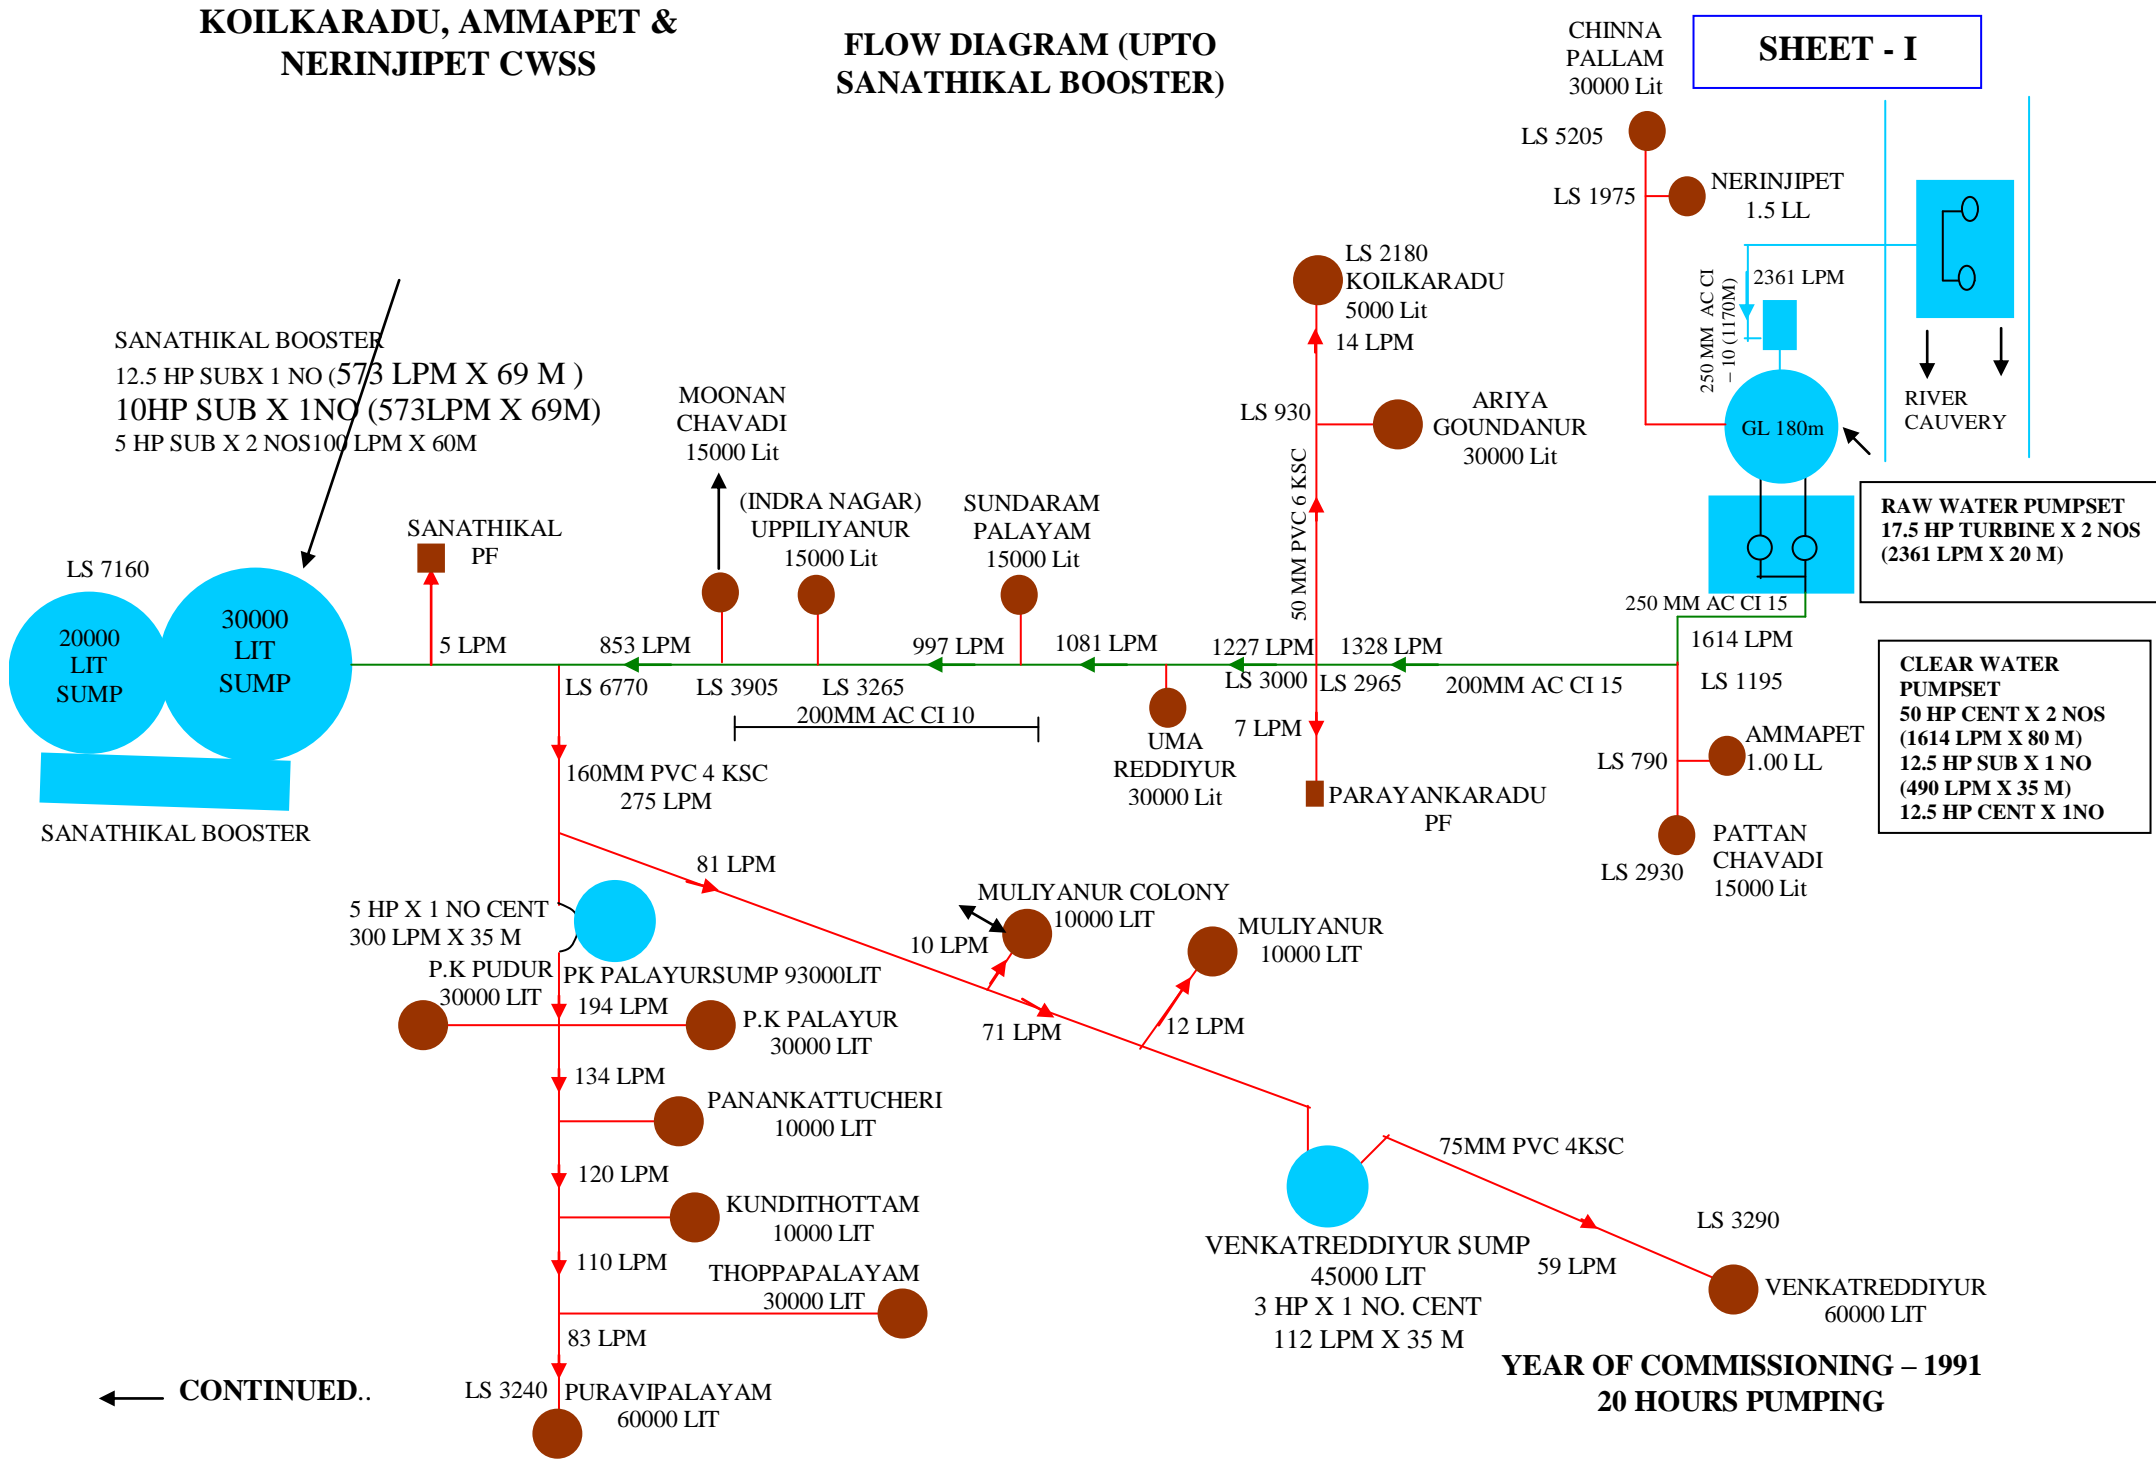 KOILKARADU, AMMAPET &
NERINJIPET CWSS
FLOW DIAGRAM (UPTO
SANATHIKAL BOOSTER)
CHINNA
PALLAM
30000 Lit
SHEET - I
LS 5205
LS 1975
NERINJIPET
1.5 LL
LS 2180
KOILKARADU
5000 Lit
14 LPM
250 MM AC CI
– 10 (1170M)
2361 LPM
RIVER
CAUVERY
GL 180m
SANATHIKAL BOOSTER
12.5 HP SUBX 1 NO (573 LPM X 69 M )
10HP SUB X 1NO (573LPM X 69M)
5 HP SUB X 2 NOS100 LPM X 60M
MOONAN
CHAVADI
15000 Lit
LS 930
ARIYA
GOUNDANUR
30000 Lit
50 MM PVC 6 KSC
(INDRA NAGAR)
UPPILIYANUR
15000 Lit
SUNDARAM
PALAYAM
15000 Lit
SANATHIKAL
PF
RAW WATER PUMPSET
17.5 HP TURBINE X 2 NOS
(2361 LPM X 20 M)
LS 7160
20000
LIT
SUMP
30000
LIT
SUMP
250 MM AC CI 15
1614 LPM
5 LPM
853 LPM
997 LPM
1081 LPM
1227 LPM
1328 LPM
LS 6770
LS 3905
LS 3265
LS 3000
LS 2965
200MM AC CI 15
LS 1195
200MM AC CI 10
CLEAR WATER
PUMPSET
50 HP CENT X 2 NOS
(1614 LPM X 80 M)
12.5 HP SUB X 1 NO
(490 LPM X 35 M)
12.5 HP CENT X 1NO
7 LPM
UMA
REDDIYUR
30000 Lit
PARAYANKARADU
PF
LS 790
AMMAPET
1.00 LL
LS 2930
PATTAN
CHAVADI
15000 Lit
160MM PVC 4 KSC
275 LPM
SANATHIKAL BOOSTER
81 LPM
5 HP X 1 NO CENT
300 LPM X 35 M
MULIYANUR COLONY
10000 LIT
10 LPM
MULIYANUR
10000 LIT
P.K PUDUR
30000 LIT
PK PALAYURSUMP 93000LIT
194 LPM
P.K PALAYUR
30000 LIT
71 LPM
12 LPM
134 LPM
PANANKATTUCHERI
10000 LIT
120 LPM
KUNDITHOTTAM
10000 LIT
75MM PVC 4KSC
LS 3290
110 LPM
THOPPAPALAYAM
30000 LIT
VENKATREDDIYUR SUMP
45000 LIT
3 HP X 1 NO. CENT
112 LPM X 35 M
59 LPM
VENKATREDDIYUR
60000 LIT
83 LPM
LS 3240
PURAVIPALAYAM
60000 LIT
CONTINUED..
YEAR OF COMMISSIONING – 1991
20 HOURS PUMPING